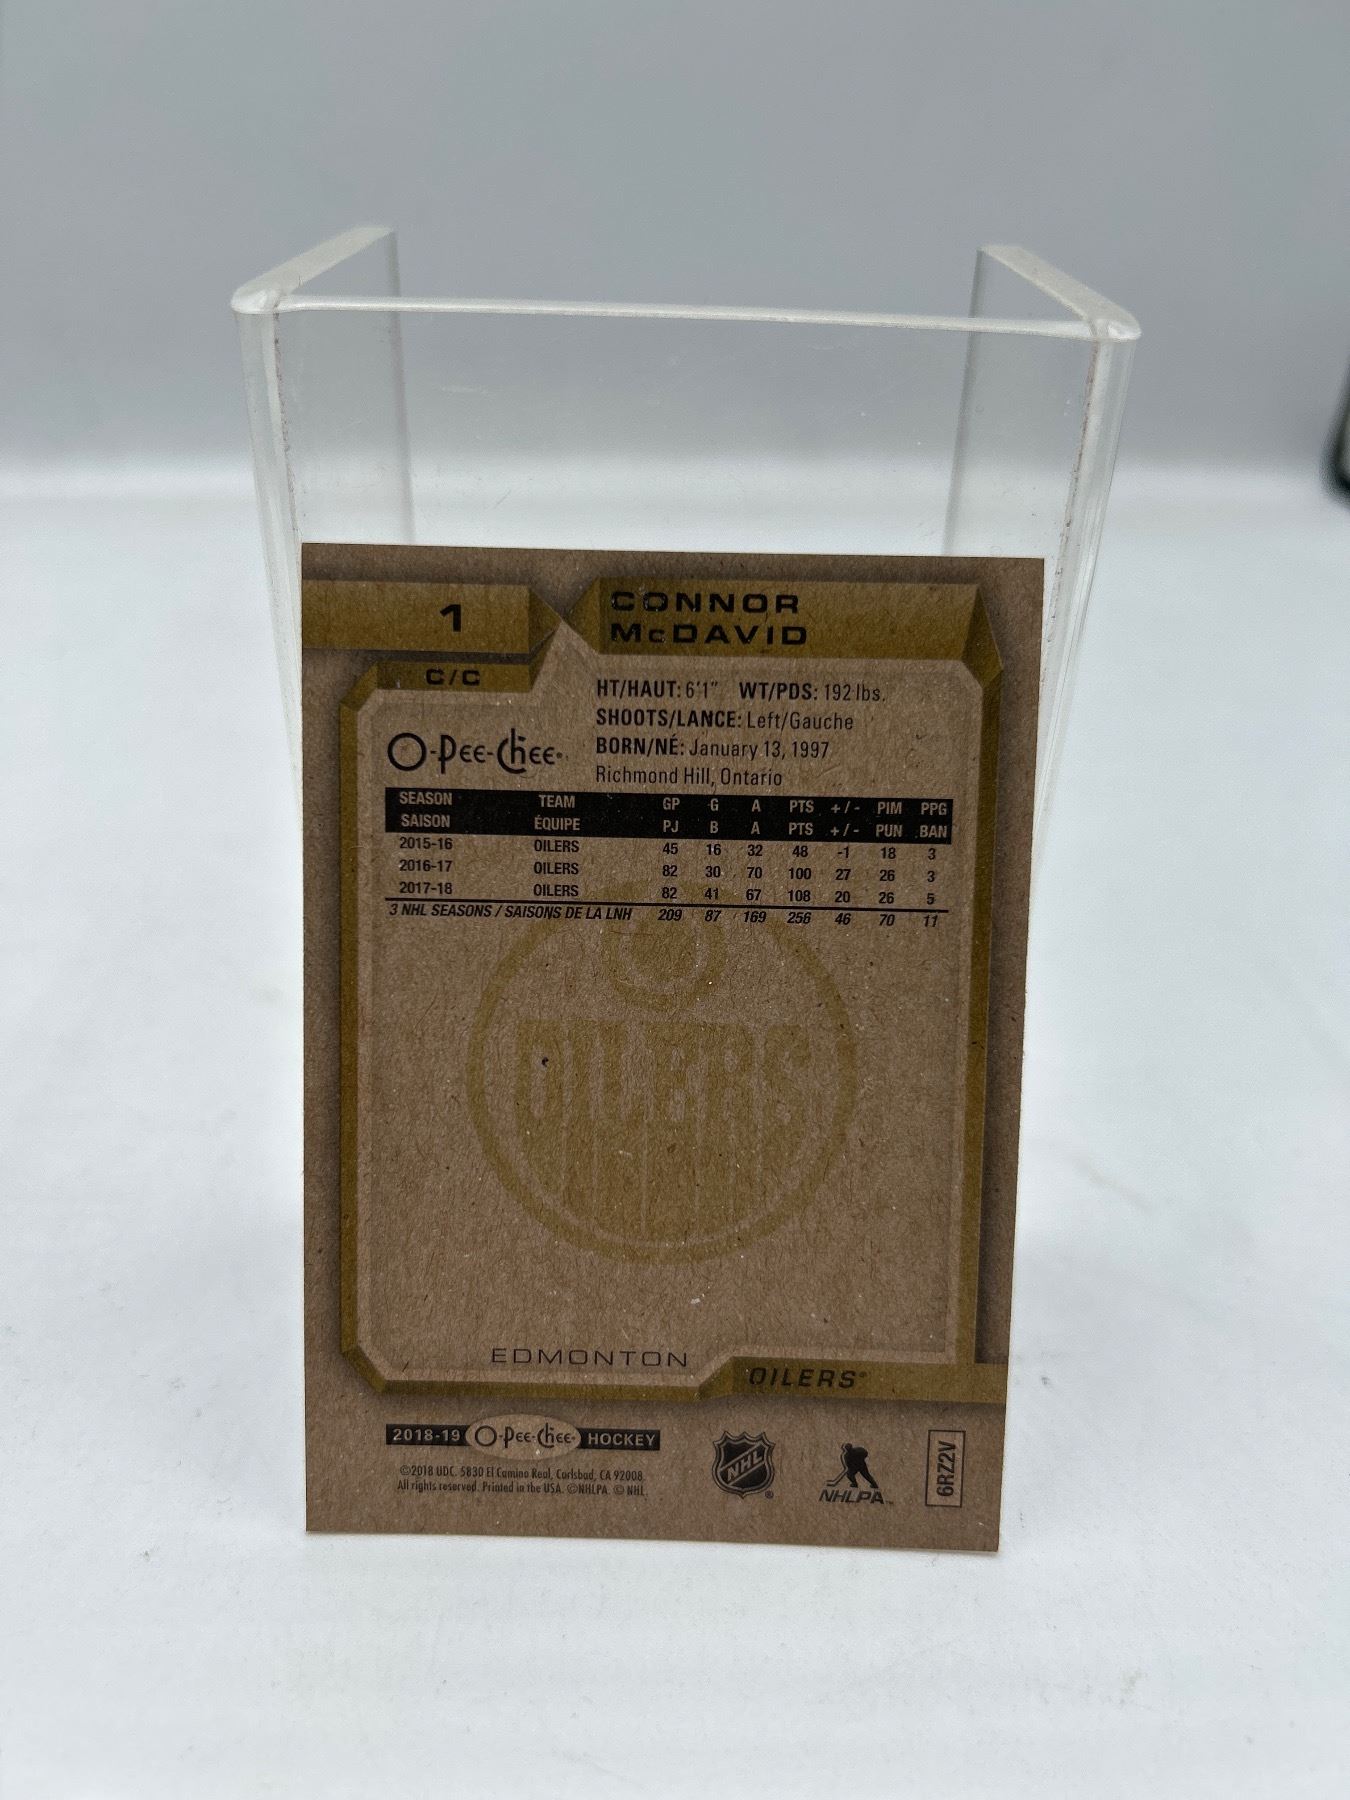 1
CONNOR
McDAVID
C/C
HT/HAUT: 6'1" WT/PDS: 192 lbs.
SHOOTS/LANCE: Left/Gauche
BORN/NÉ: January 13, 1997
Richmond Hill, Ontario
O-Pee-Chee
SEASON TEAM GP G A PTS +/- PIM PPG
SAISON ÉQUIPE PJ B A PTS +/- PUN BAN
2015-16 OILERS 45 16 32 48 -1 18 3
2016-17 OILERS 82 30 70 100 27 26 3
2017-18 OILERS 82 41 67 108 20 26 5
3 NHL SEASONS / SAISONS DE LA LNH 209 87 169 256 46 70 11
OILERS
EDMONTON
OILERS®
2018-19 O-Pee-Chee HOCKEY
©2018 UDC. 5830 El Camino Real, Carlsbad, CA 92008.
All rights reserved. Printed in the USA. ©NHLPA. © NHL.
NHL ®
NHLPA™
6RZ2V